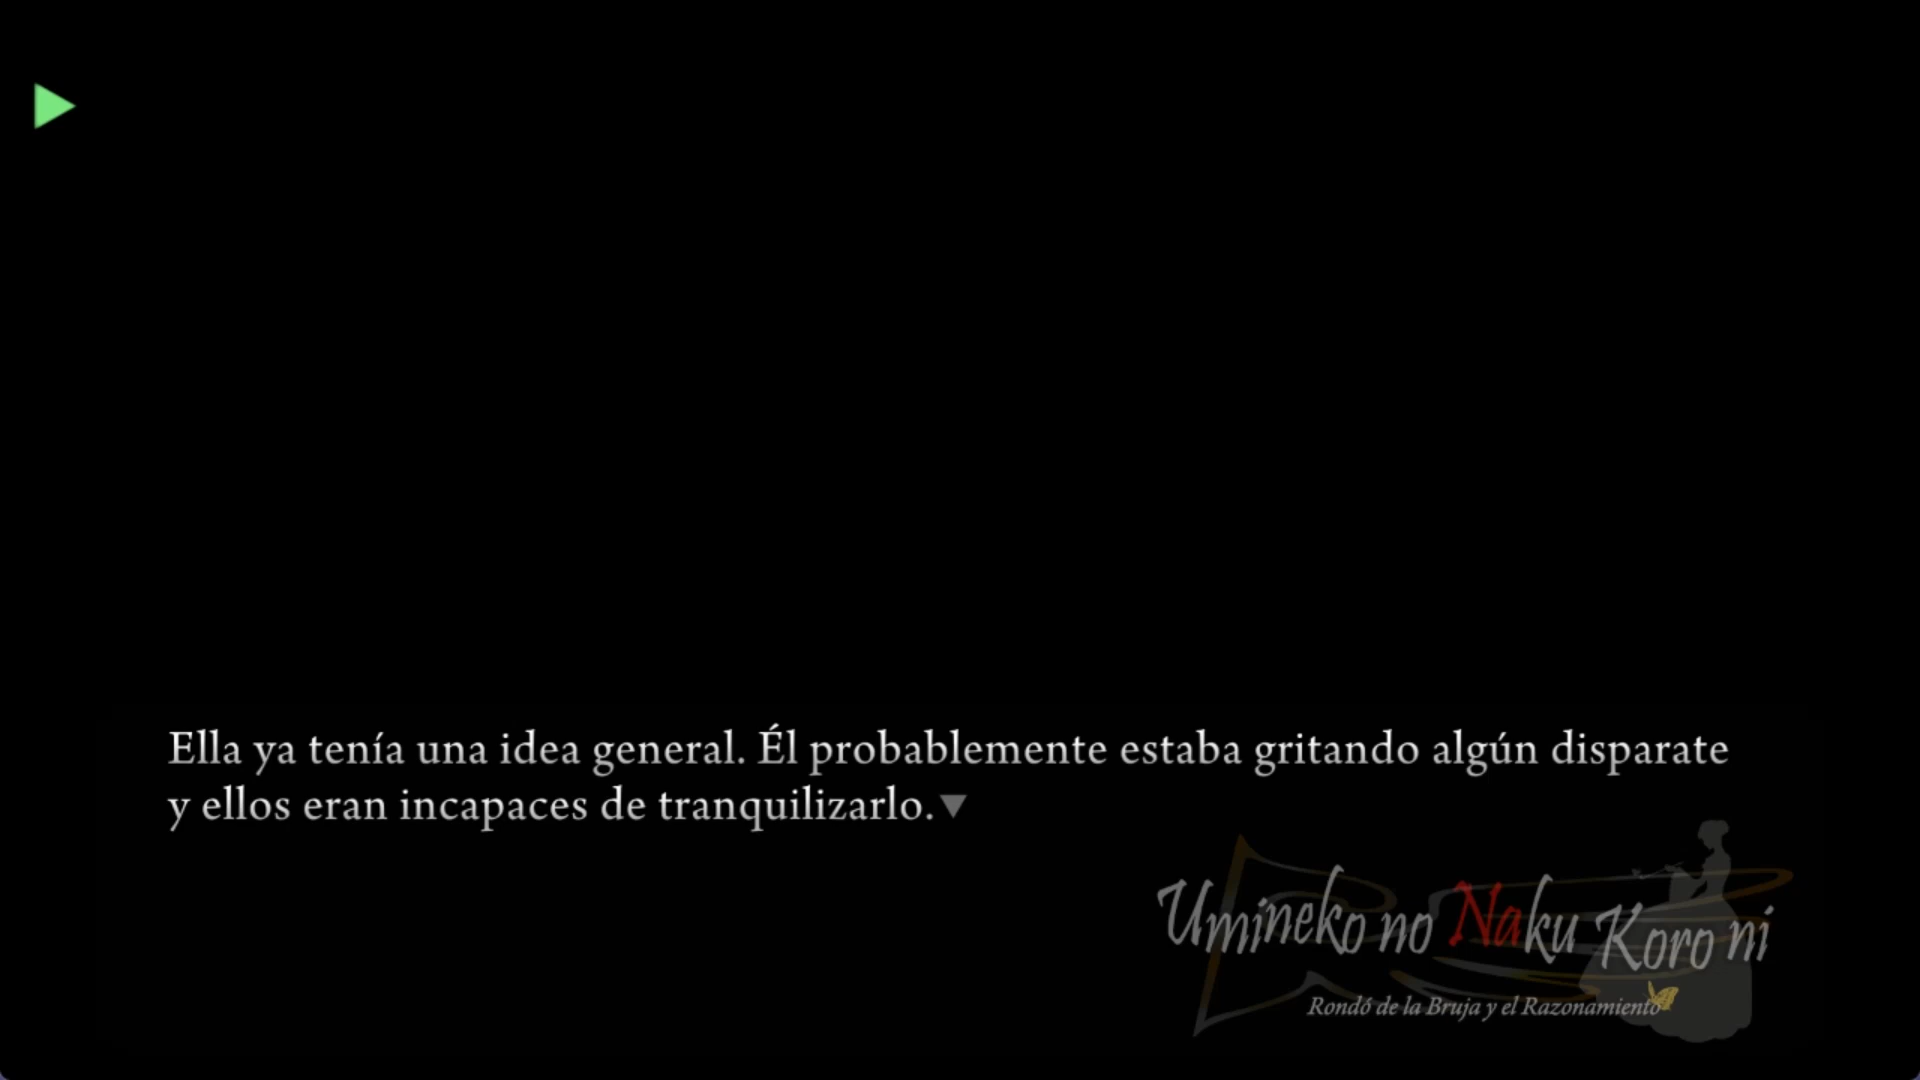 Ella ya tenía una idea general. Él probablemente estaba gritando algún disparate
y ellos eran incapaces de tranquilizarlo.
Umineko no Naku Koro ni
Rondó de la Bruja y el Razonamiento